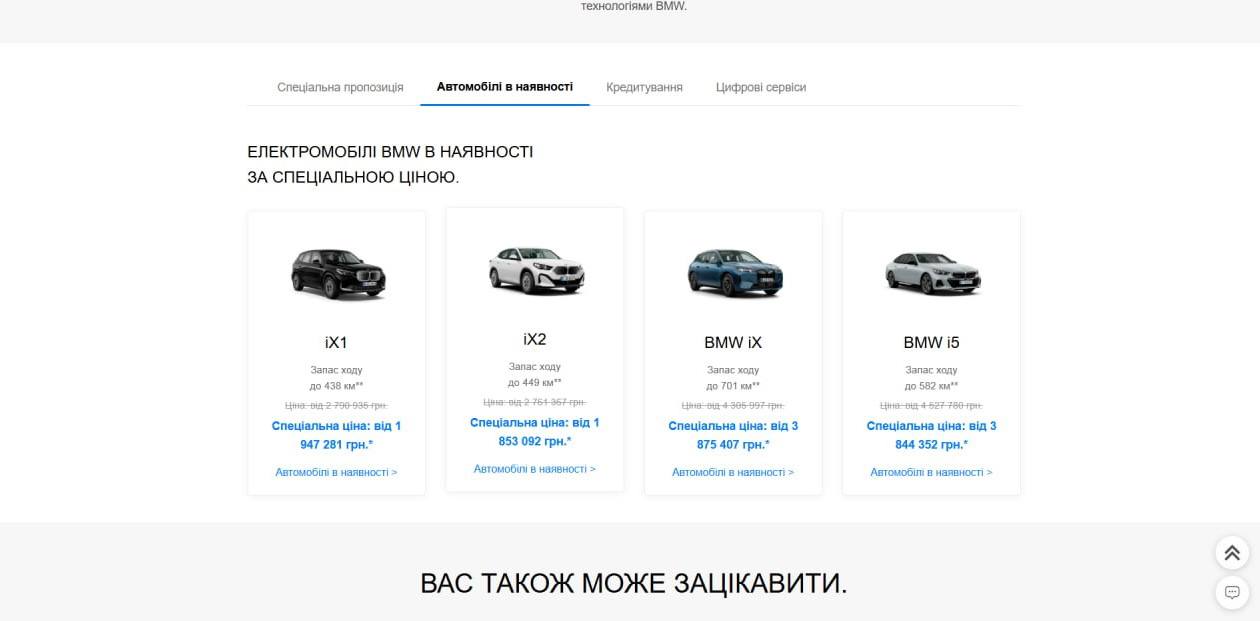 технологіями BMW.
Спеціальна пропозиція
Автомобілі в наявності
Кредитування
Цифрові сервіси
ЕЛЕКТРОМОБІЛІ BMW В НАЯВНОСТІ
ЗА СПЕЦІАЛЬНОЮ ЦІНОЮ.
iX1
Запас ходу
до 438 км**
Ціна: від 2 790 935 грн.
Спеціальна ціна: від 1
947 281 грн.*
Автомобілі в наявності >
iX2
Запас ходу
до 449 км**
Ціна: від 2 751 357 грн.
Спеціальна ціна: від 1
853 092 грн.*
Автомобілі в наявності >
BMW iX
Запас ходу
до 701 км**
Ціна: від 4 305 997 грн.
Спеціальна ціна: від 3
875 407 грн.*
Автомобілі в наявності >
BMW i5
Запас ходу
до 582 км**
Ціна: від 4 527 780 грн.
Спеціальна ціна: від 3
844 352 грн.*
Автомобілі в наявності >
ВАС ТАКОЖ МОЖЕ ЗАЦІКАВИТИ.